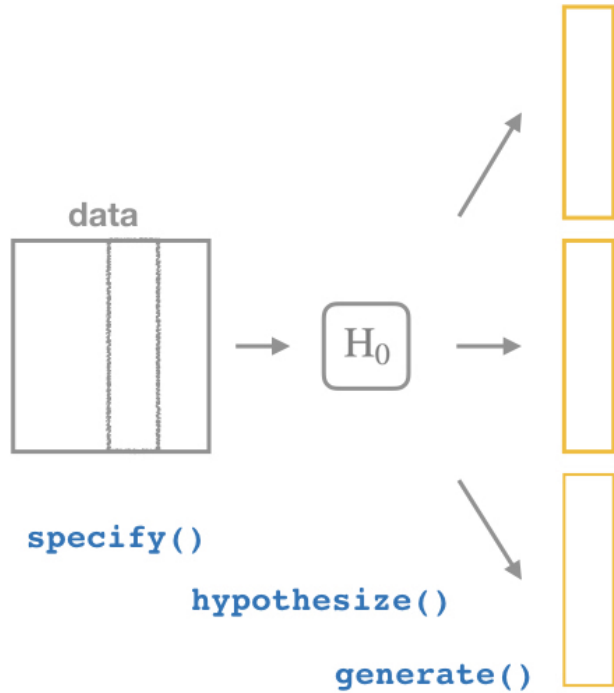 data
H₀
specify()
hypothesize()
generate()